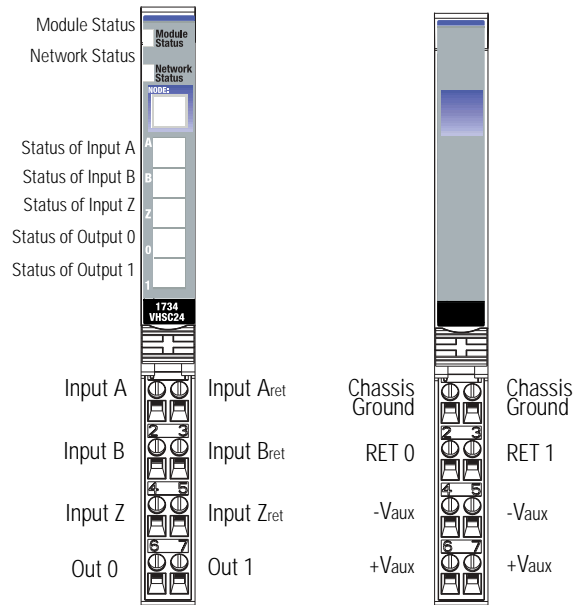 Module Status
Module
Status
Network Status
Network
Status
NODE:
Status of Input A
A
Status of Input B
B
Status of Input Z
Z
Status of Output 0
0
Status of Output 1
1
1734
VHSC24
Input A
Input Aret
Chassis
Ground
Chassis
Ground
2 3
2 3
Input B
Input Bret
RET 0
RET 1
4 5
4 5
Input Z
Input Zret
-Vaux
-Vaux
6 7
6 7
Out 0
Out 1
+Vaux
+Vaux